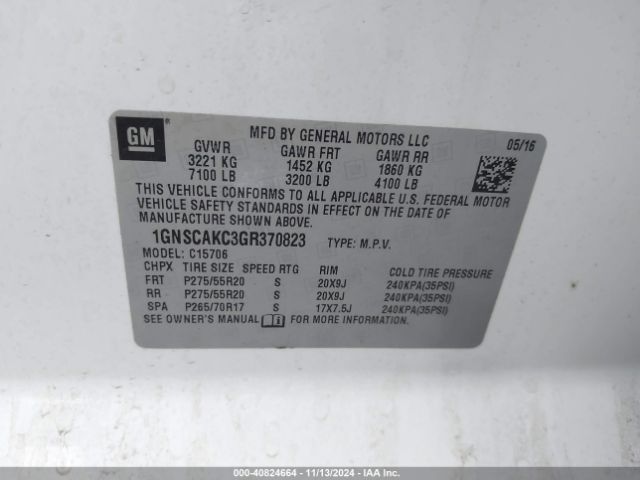 GM®
MFD BY GENERAL MOTORS LLC 05/16
GVWR GAWR FRT GAWR RR
3221 KG 1452 KG 1860 KG
7100 LB 3200 LB 4100 LB
THIS VEHICLE CONFORMS TO ALL APPLICABLE U.S. FEDERAL MOTOR
VEHICLE SAFETY STANDARDS IN EFFECT ON THE DATE OF
MANUFACTURE SHOWN ABOVE.
1GNSCAKC3GR370823 TYPE: M.P.V.
MODEL: C15706
CHPX TIRE SIZE SPEED RTG RIM COLD TIRE PRESSURE
FRT P275/55R20 S 20X9J 240KPA(35PSI)
RR P275/55R20 S 20X9J 240KPA(35PSI)
SPA P265/70R17 S 17X7.5J 240KPA(35PSI)
SEE OWNER'S MANUAL FOR MORE INFORMATION.
000-40824664 - 11/13/2024 - IAA Inc.